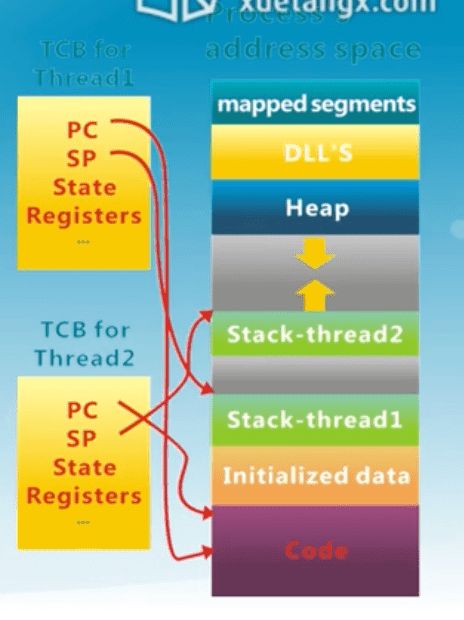 xuetangx.com
Process
address space
TCB for
Thread1
PC
SP
State
Registers
...
TCB for
Thread2
PC
SP
State
Registers
...
mapped segments
DLL'S
Heap
Stack-thread2
Stack-thread1
Initialized data
Code